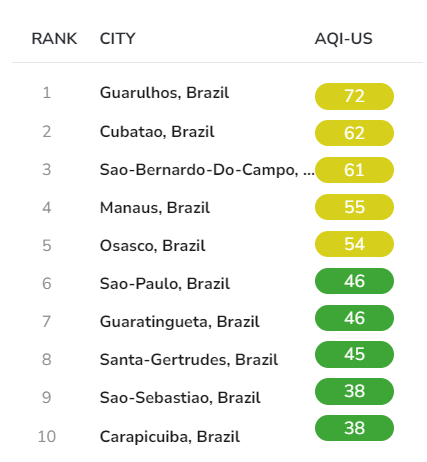 RANK CITY AQI-US
1 Guarulhos, Brazil 72
2 Cubatao, Brazil 62
3 Sao-Bernardo-Do-Campo, ... 61
4 Manaus, Brazil 55
5 Osasco, Brazil 54
6 Sao-Paulo, Brazil 46
7 Guaratingueta, Brazil 46
8 Santa-Gertrudes, Brazil 45
9 Sao-Sebastiao, Brazil 38
10 Carapicuiba, Brazil 38